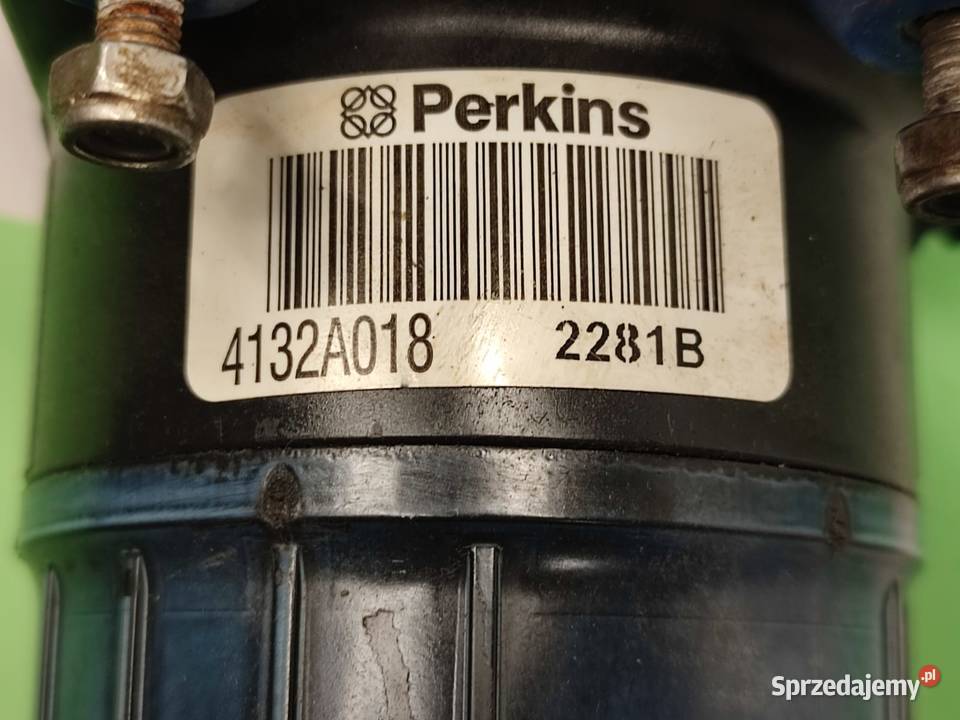 Perkins
4132A018 2281B
Sprzedajemy.pl